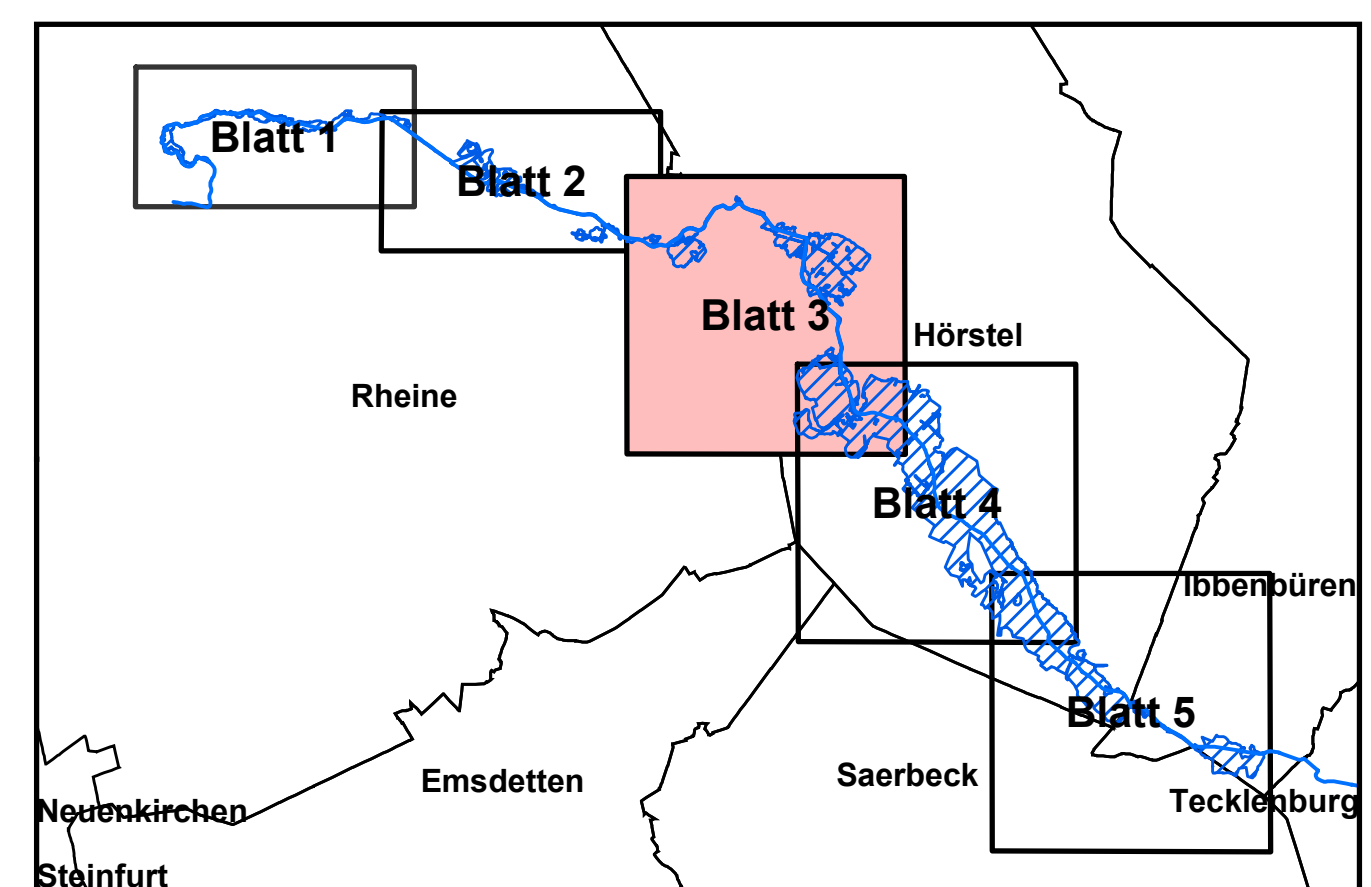 Blatt 1
Blatt 2
Blatt 3
Hörstel
Rheine
Blatt 4
Ibbenbüren
Blatt 5
Saerbeck
Emsdetten
Tecklenburg
Neuenkirchen
Steinfurt